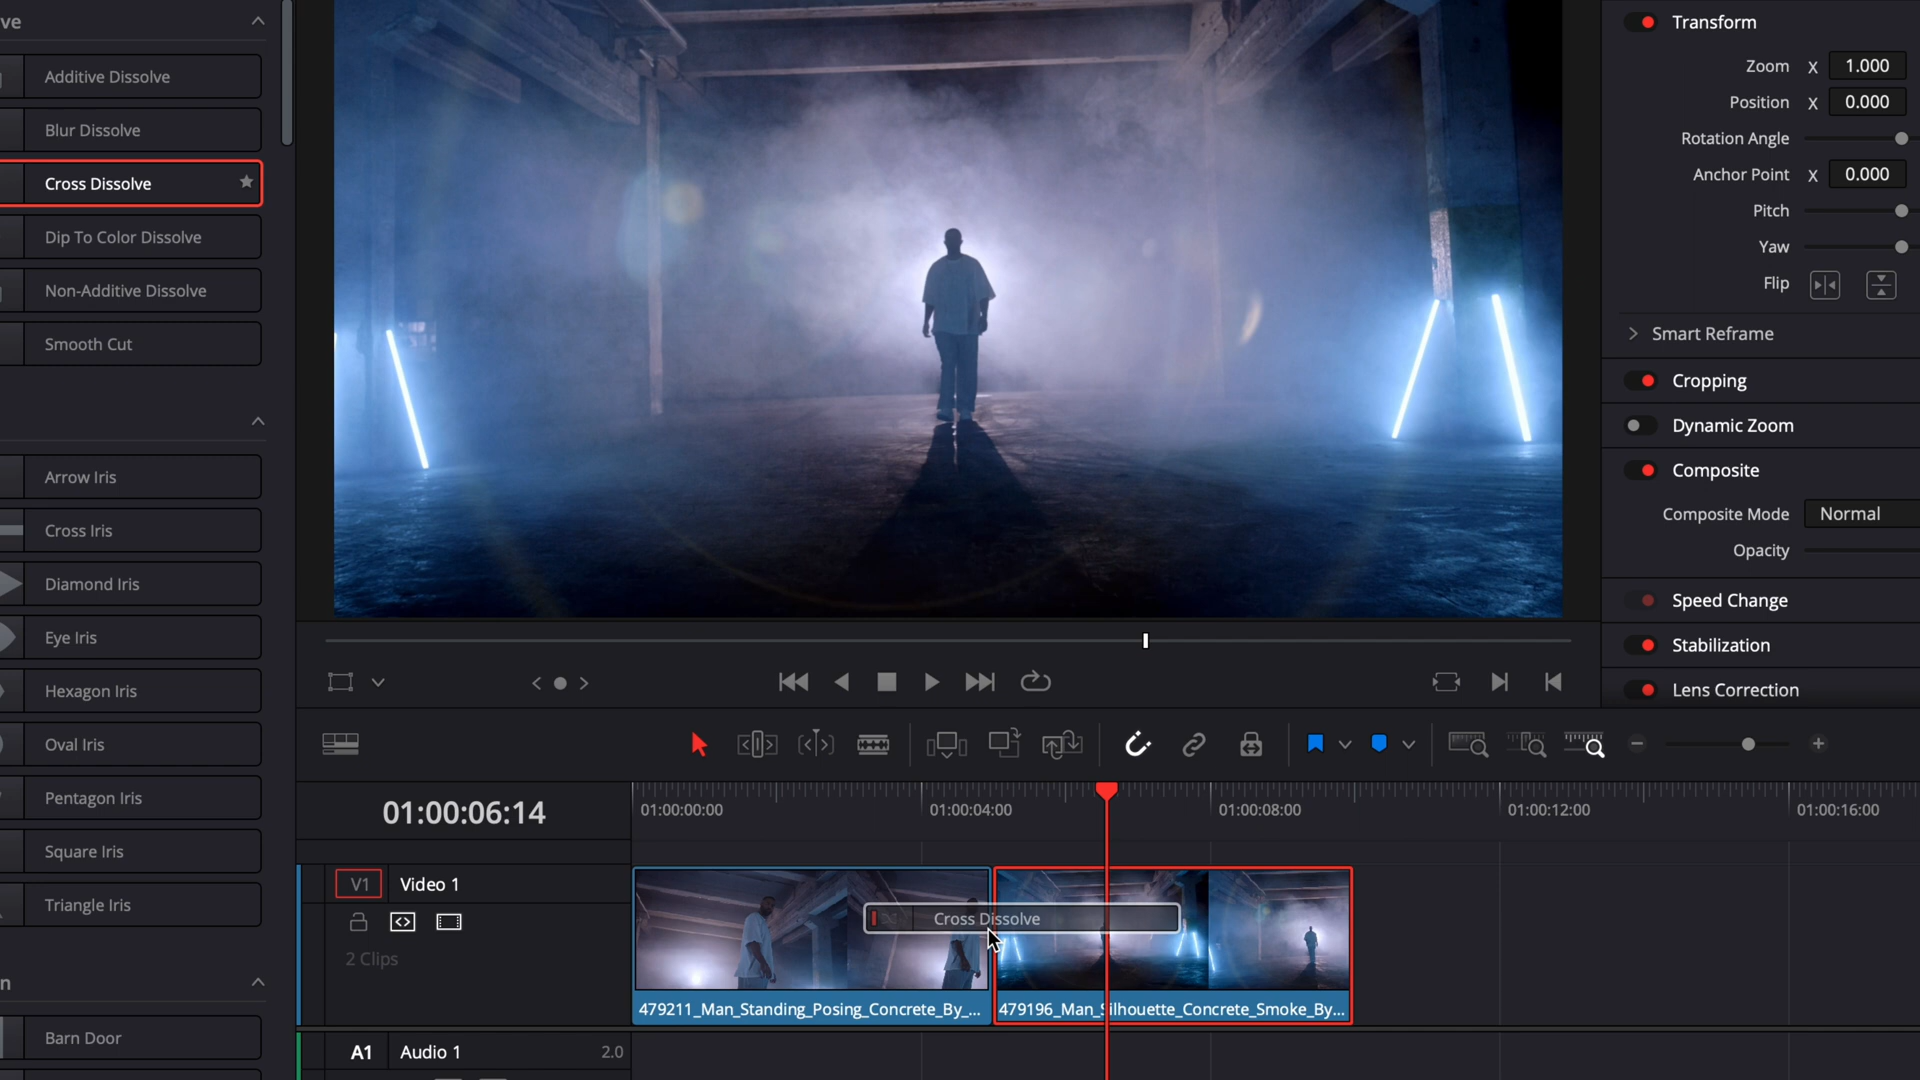 ve
Additive Dissolve
Blur Dissolve
Cross Dissolve
Dip To Color Dissolve
Non-Additive Dissolve
Smooth Cut
Arrow Iris
Cross Iris
Diamond Iris
Eye Iris
Hexagon Iris
Oval Iris
Pentagon Iris
Square Iris
Triangle Iris
n
Barn Door
Transform
Zoom X 1.000
Position X 0.000
Rotation Angle
Anchor Point X 0.000
Pitch
Yaw
Flip
Smart Reframe
Cropping
Dynamic Zoom
Composite
Composite Mode Normal
Opacity
Speed Change
Stabilization
Lens Correction
01:00:06:14
01:00:00:00 01:00:04:00 01:00:08:00 01:00:12:00 01:00:16:00
V1 Video 1
2 Clips
Cross Dissolve
479211_Man_Standing_Posing_Concrete_By_... 479196_Man_Silhouette_Concrete_Smoke_By...
A1 Audio 1 2.0